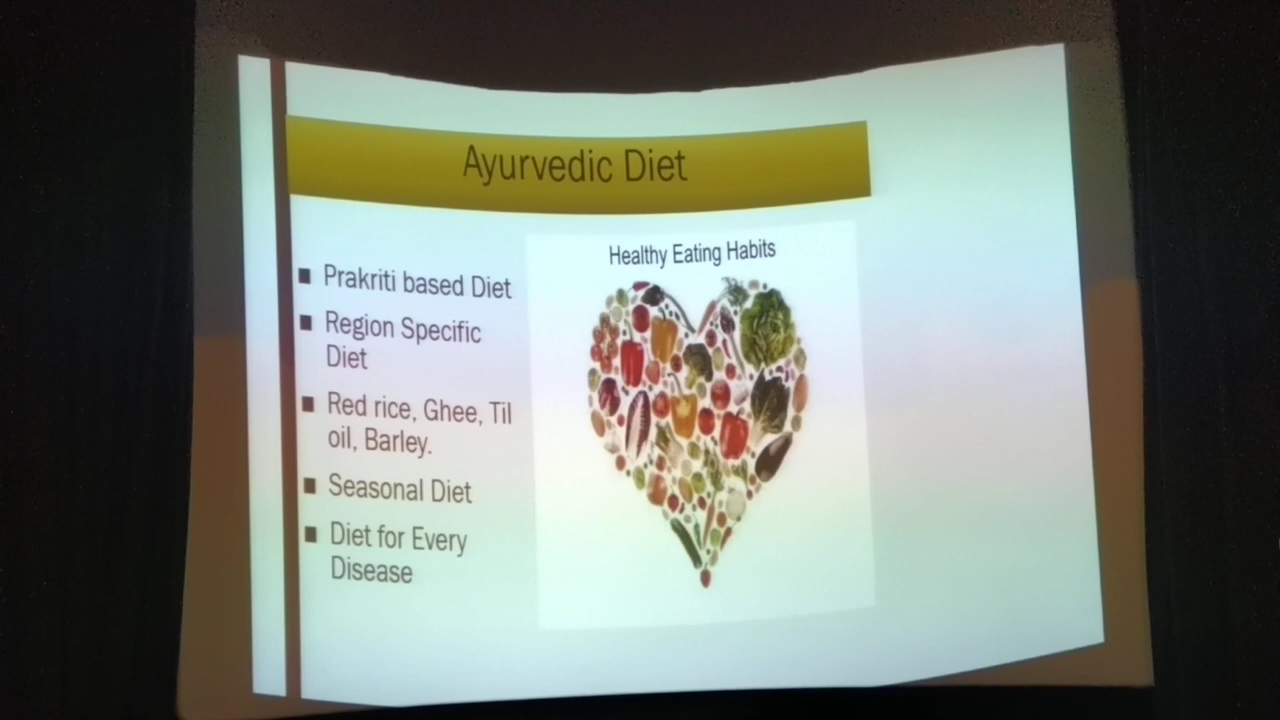 Ayurvedic Diet
Healthy Eating Habits
■ Prakriti based Diet
■ Region Specific
Diet
■ Red rice, Ghee, Til
oil, Barley.
■ Seasonal Diet
■ Diet for Every
Disease